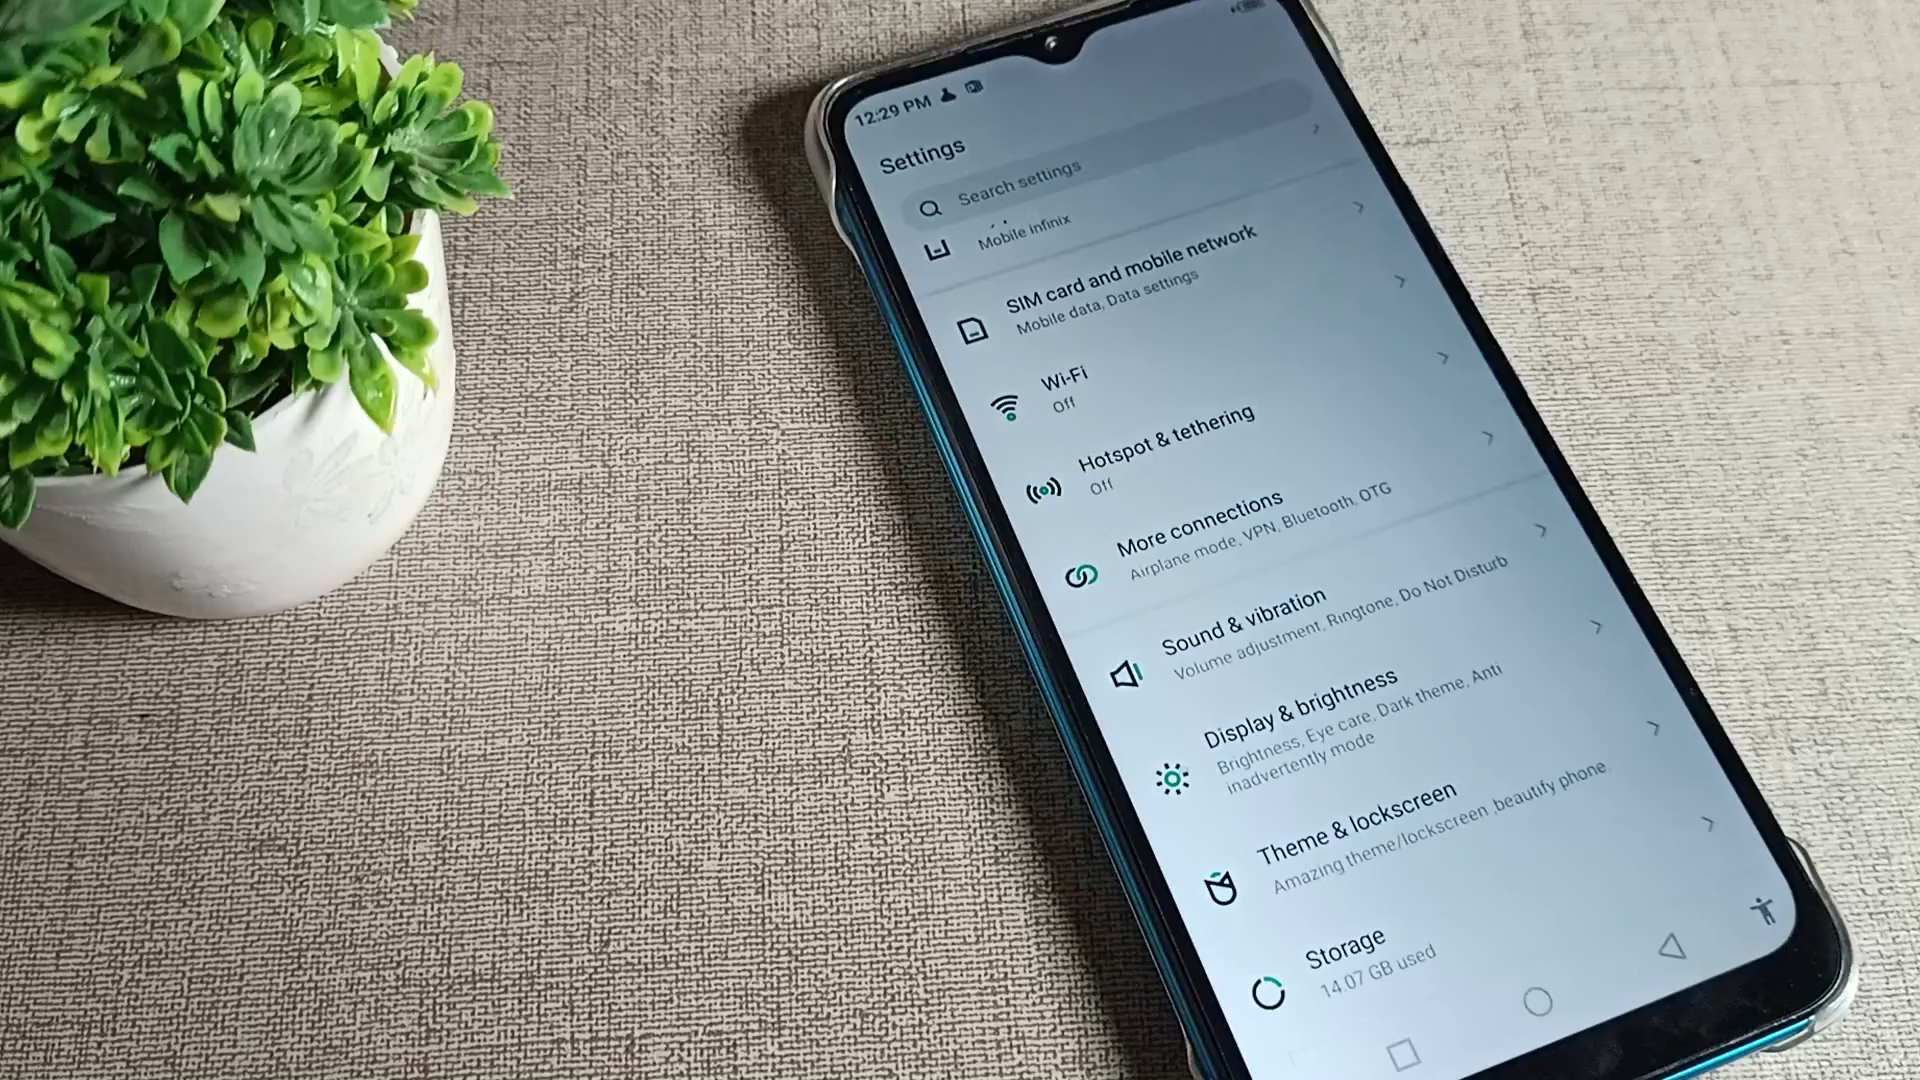 12:29 PM
Settings
Search settings
Mobile infinix
SIM card and mobile network
Mobile data, Data settings
Wi-Fi
Off
Hotspot & tethering
Off
More connections
Airplane mode, VPN, Bluetooth, OTG
Sound & vibration
Volume adjustment, Ringtone, Do Not Disturb
Display & brightness
Brightness, Eye care, Dark theme, Anti
inadvertently mode
Theme & lockscreen
Amazing theme/lockscreen ,beautify phone.
Storage
14.07 GB used